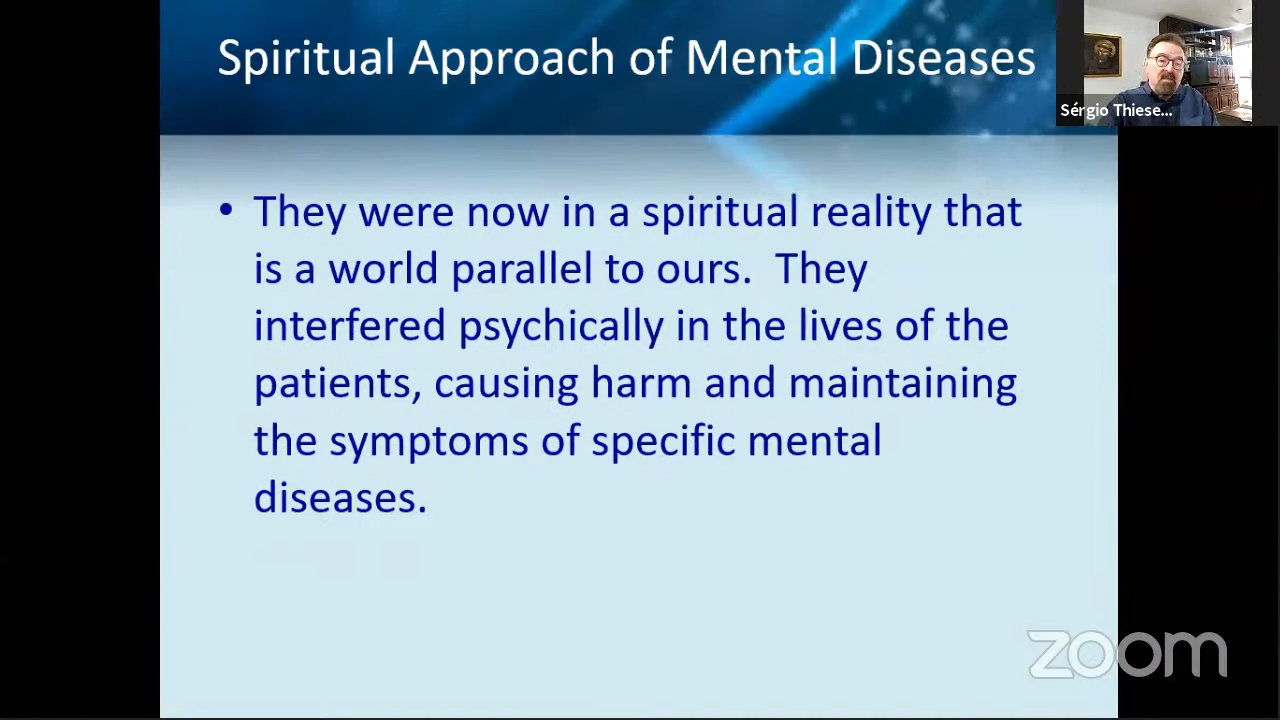 Spiritual Approach of Mental Diseases
Sérgio Thiese...
• They were now in a spiritual reality that
is a world parallel to ours.  They
interfered psychically in the lives of the
patients, causing harm and maintaining
the symptoms of specific mental
diseases.
zoom